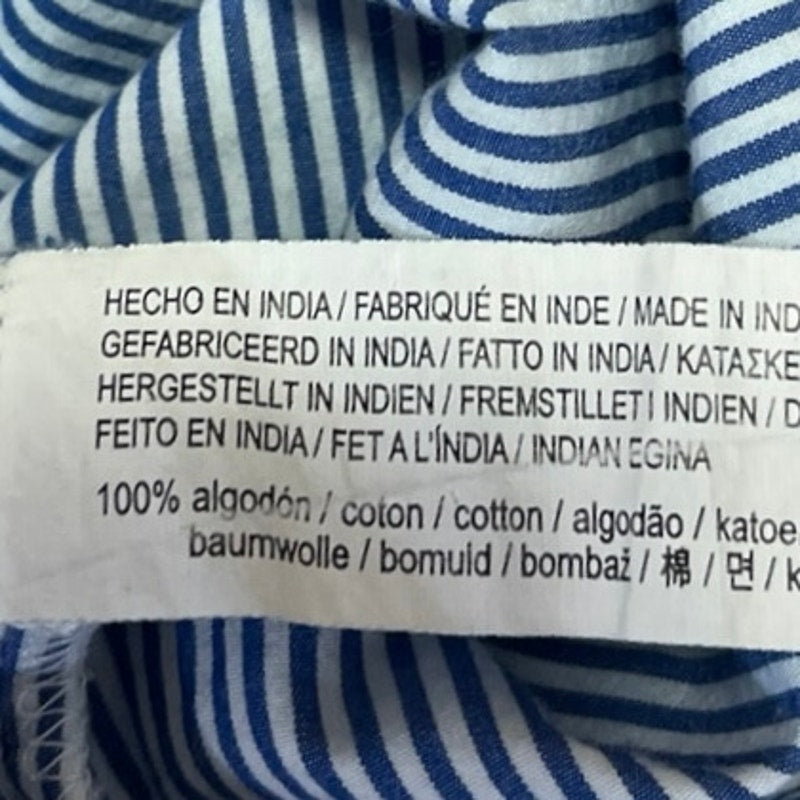 HECHO EN INDIA / FABRIQUÉ EN INDE / MADE IN IND
GEFABRICEERD IN INDIA / FATTO IN INDIA / ΚΑΤΑΣΚΕ
HERGESTELLT IN INDIEN / FREMSTILLET I INDIEN / D
FEITO EN INDIA / FET A L'ÍNDIA / INDIAN EGINA
100% algodón / coton / cotton / algodão / katoe
baumwolle / bomuld / bombaž / 棉 / 면 / k